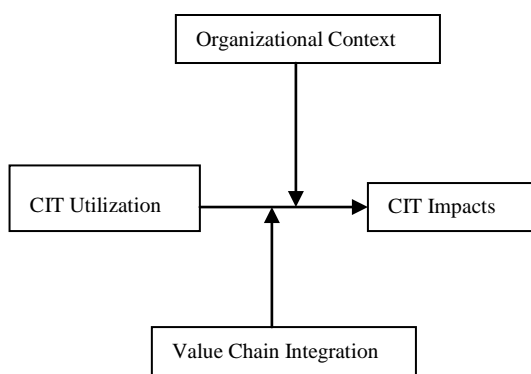 Organizational Context
CIT Utilization
CIT Impacts
Value Chain Integration